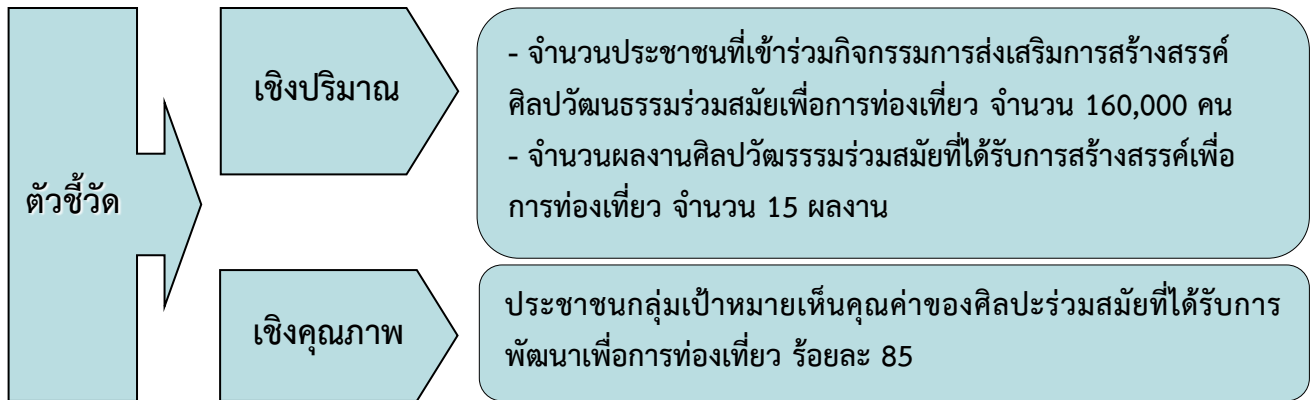 ตัวชี้วัด
เชิงปริมาณ
- จำนวนประชาชนที่เข้าร่วมกิจกรรมการส่งเสริมการสร้างสรรค์
ศิลปวัฒนธรรมร่วมสมัยเพื่อการท่องเที่ยว จำนวน 160,000 คน
- จำนวนผลงานศิลปวัฒรรรมร่วมสมัยที่ได้รับการสร้างสรรค์เพื่อ
การท่องเที่ยว จำนวน 15 ผลงาน
เชิงคุณภาพ
ประชาชนกลุ่มเป้าหมายเห็นคุณค่าของศิลปะร่วมสมัยที่ได้รับการ
พัฒนาเพื่อการท่องเที่ยว ร้อยละ 85